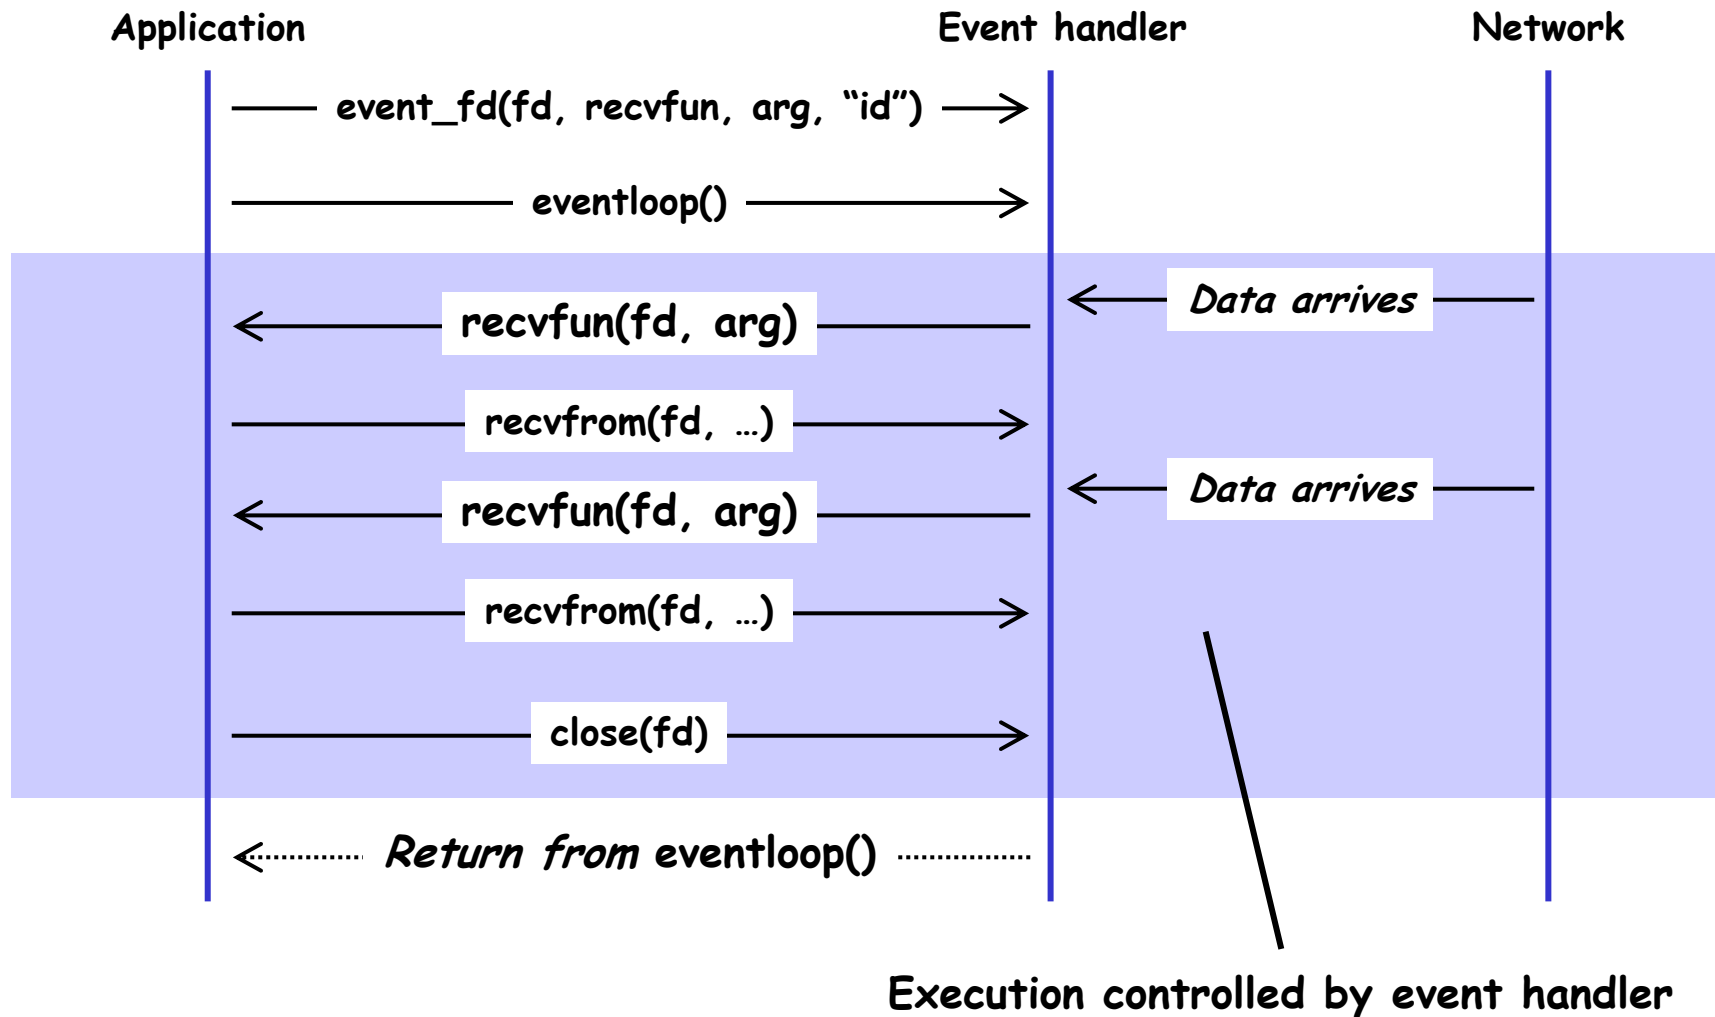 Application Event handler Network
event_fd(fd, recvfun, arg, “id”)
eventloop()
Data arrives
recvfun(fd, arg)
recvfrom(fd, …)
Data arrives
recvfun(fd, arg)
recvfrom(fd, …)
close(fd)
Return from eventloop()
Execution controlled by event handler